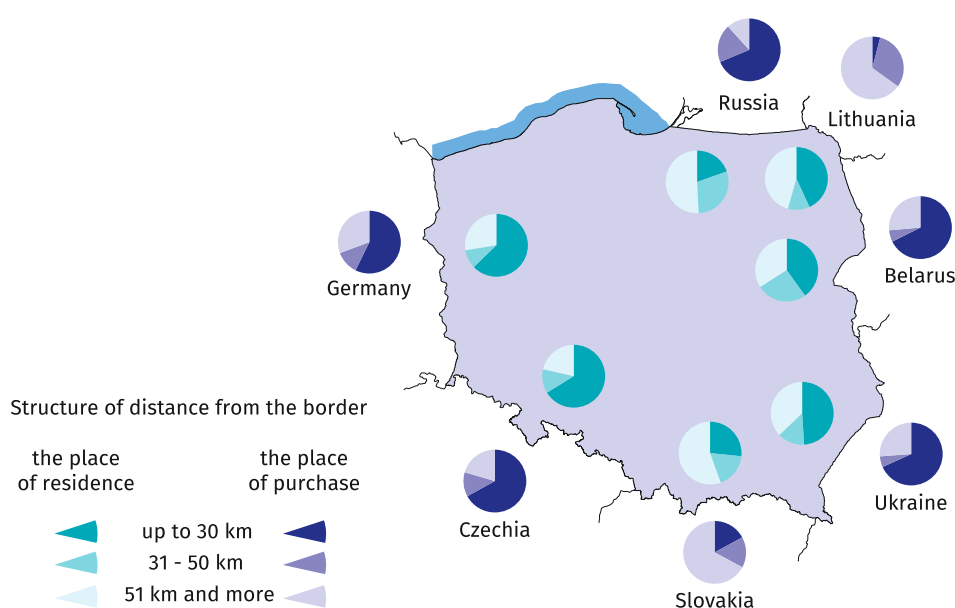 Russia
Lithuania
Belarus
Germany
Structure of distance from the border
the place
of residence
the place
of purchase
up to 30 km
31 - 50 km
51 km and more
Czechia
Ukraine
Slovakia